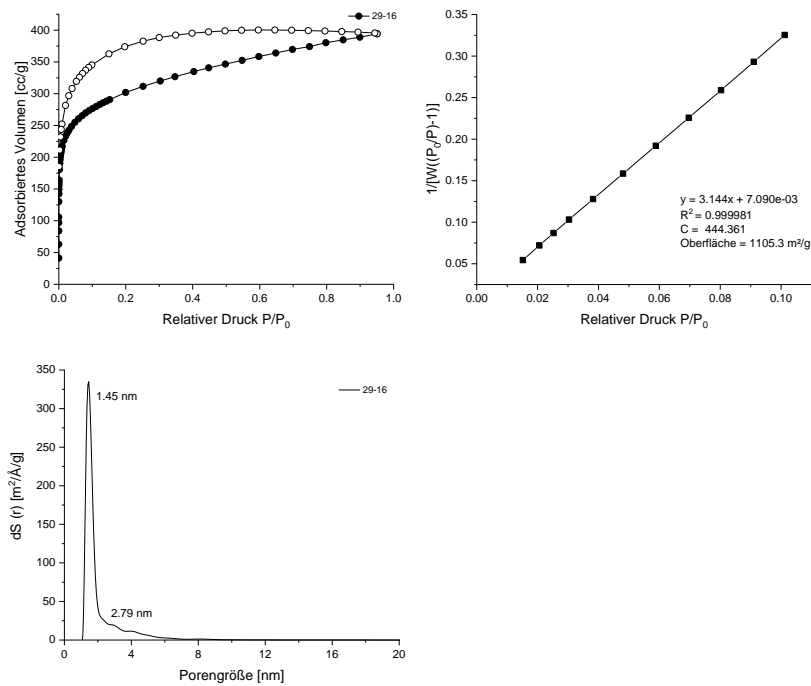 29-16
400
350
300
250
200
150
100
50
0
Adsorbiertes Volumen [cc/g]
0.0 0.2 0.4 0.6 0.8 1.0
Relativer Druck P/P₀
0.35
0.30
0.25
0.20
0.15
0.10
0.05
1/[W((P₀/P)-1)]
y = 3.144x + 7.090e-03
R² = 0.999981
C = 444.361
Oberfläche = 1105.3 m²/g
0.00 0.02 0.04 0.06 0.08 0.10
Relativer Druck P/P₀
350
300
250
200
150
100
50
0
dS (r) [m²/Å/g]
1.45 nm
29-16
2.79 nm
0 4 8 12 16 20
Porengröße [nm]